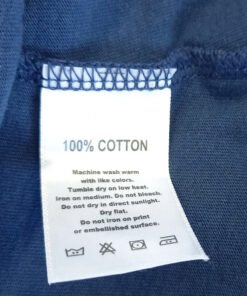 100% COTTON
Machine wash warm
with like colors.
Tumble dry on low heat.
Iron on medium. Do not bleach.
Do not dry in direct sunlight.
Dry flat.
Do not iron on print
or embellished surface.